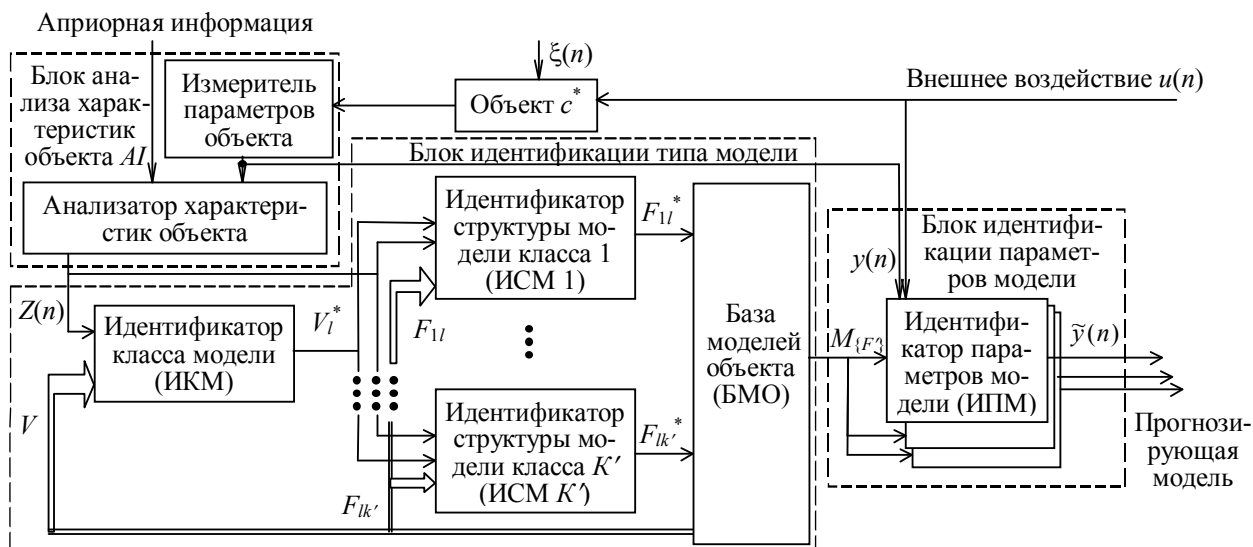 Априорная информация
ξ(n)
Внешнее воздействие u(n)
Блок ана-
лиза харак-
теристик
объекта AI
Измеритель
параметров
объекта
Объект c*
Блок идентификации типа модели
Анализатор характери-
стик объекта
Идентификатор
структуры мо-
дели класса 1
(ИСМ 1)
F1l*
Блок идентифи-
кации парамет-
ров модели
y(n)
Z(n)
Идентификатор
класса модели
(ИКМ)
Vl*
F1l
База
моделей
объекта
(БМО)
M{F*}
Идентифи-
катор пара-
метров мо-
дели (ИПМ)
ỹ(n)
V
Идентификатор
структуры мо-
дели класса K′
(ИСМ K′)
Flk′*
Flk′
Прогнози-
рующая
модель